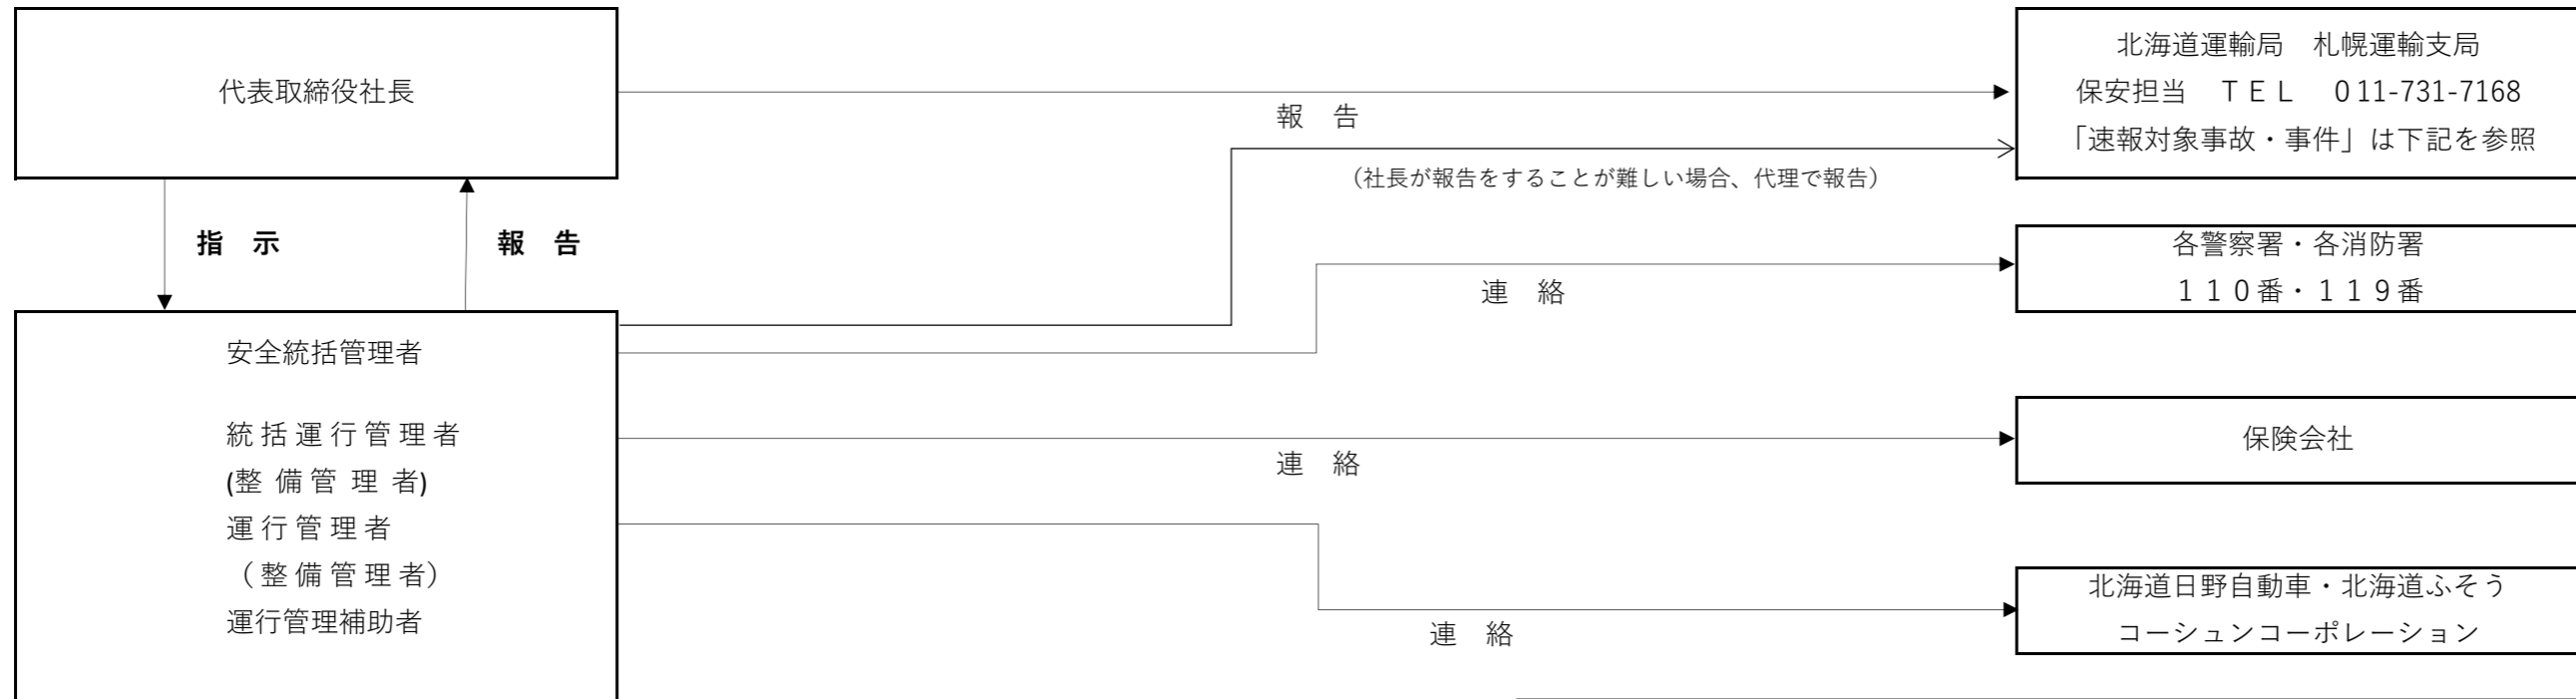 代表取締役社長
北海道運輸局　札幌運輸支局
保安担当　ＴＥＬ　０11-731-7168
「速報対象事故・事件」は下記を参照
報　告
（社長が報告をすることが難しい場合、代理で報告）
指　示
報　告
各警察署・各消防署
１１０番・１１９番
連　絡
安全統括管理者
統括運行管理者
(整備管理者)
運行管理者
（整備管理者）
運行管理補助者
保険会社
連　絡
北海道日野自動車・北海道ふそう
コーシュンコーポレーション
連　絡